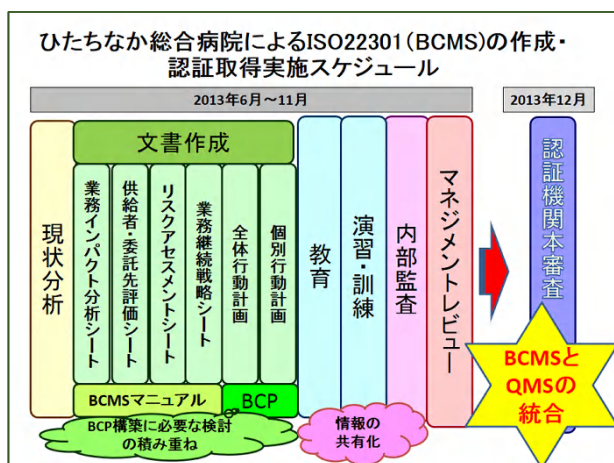 ひたちなか総合病院によるISO22301(BCMS)の作成・
認証取得実施スケジュール
2013年6月～11月
2013年12月
現状分析
文書作成
業務インパクト分析シート
供給者・委託先評価シート
リスクアセスメントシート
業務継続戦略シート
全体行動計画
個別行動計画
BCMSマニュアル
BCP
BCP構築に必要な検討
の積み重ね
教育
演習・訓練
内部監査
マネジメントレビュー
情報の
共有化
認証機関本審査
BCMSと
QMSの
統合